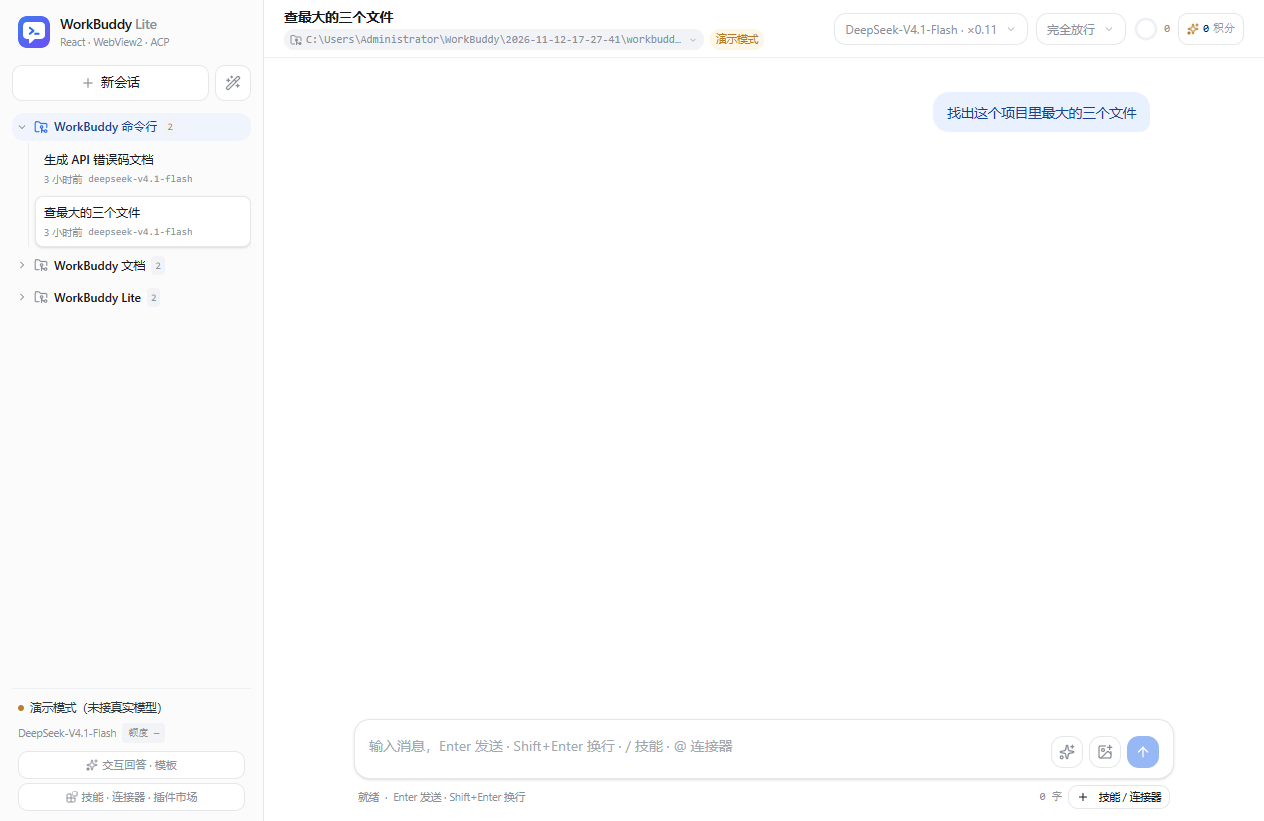 WorkBuddy Lite
React · WebView2 · ACP
新会话
WorkBuddy 命令行 2
生成 API 错误码文档
3 小时前 deepseek-v4.1-flash
查最大的三个文件
3 小时前 deepseek-v4.1-flash
WorkBuddy 文档 2
WorkBuddy Lite 2
演示模式（未接真实模型）
DeepSeek-V4.1-Flash 额度 –
交互回答 · 模板
技能 · 连接器 · 插件市场
查最大的三个文件
C:\Users\Administrator\WorkBuddy\2026-11-12-17-27-41\workbudd… 演示模式
DeepSeek-V4.1-Flash · ×0.11 完全放行 0 0 积分
找出这个项目里最大的三个文件
输入消息，Enter 发送 · Shift+Enter 换行 · / 技能 · @ 连接器
就绪 · Enter 发送 · Shift+Enter 换行
0 字 技能 / 连接器